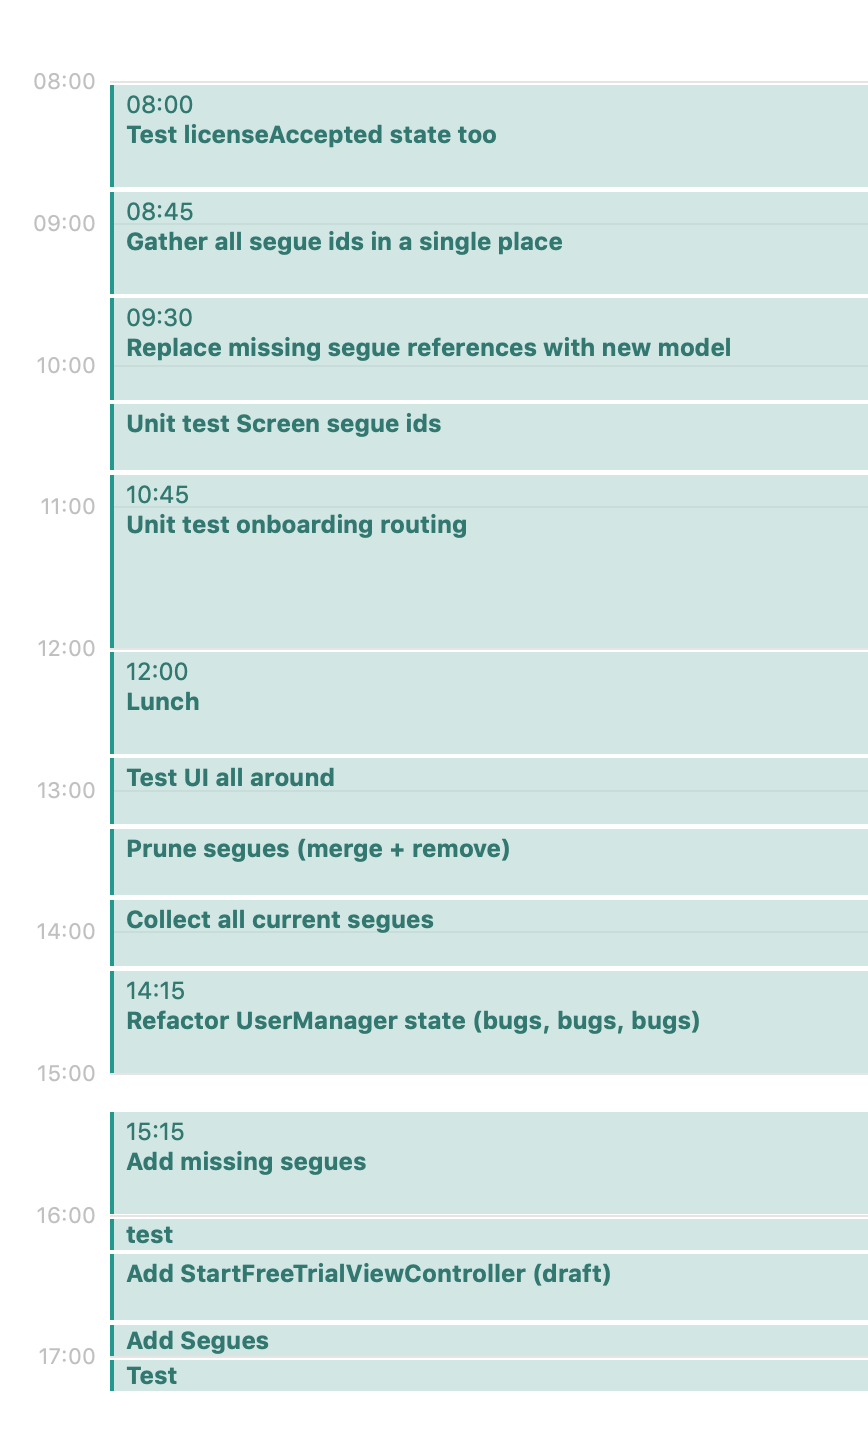 08:00
08:00
Test licenseAccepted state too
08:45
09:00
Gather all segue ids in a single place
09:30
Replace missing segue references with new model
10:00
Unit test Screen segue ids
10:45
11:00
Unit test onboarding routing
12:00
12:00
Lunch
Test UI all around
13:00
Prune segues (merge + remove)
Collect all current segues
14:00
14:15
Refactor UserManager state (bugs, bugs, bugs)
15:00
15:15
Add missing segues
16:00
test
Add StartFreeTrialViewController (draft)
Add Segues
17:00
Test